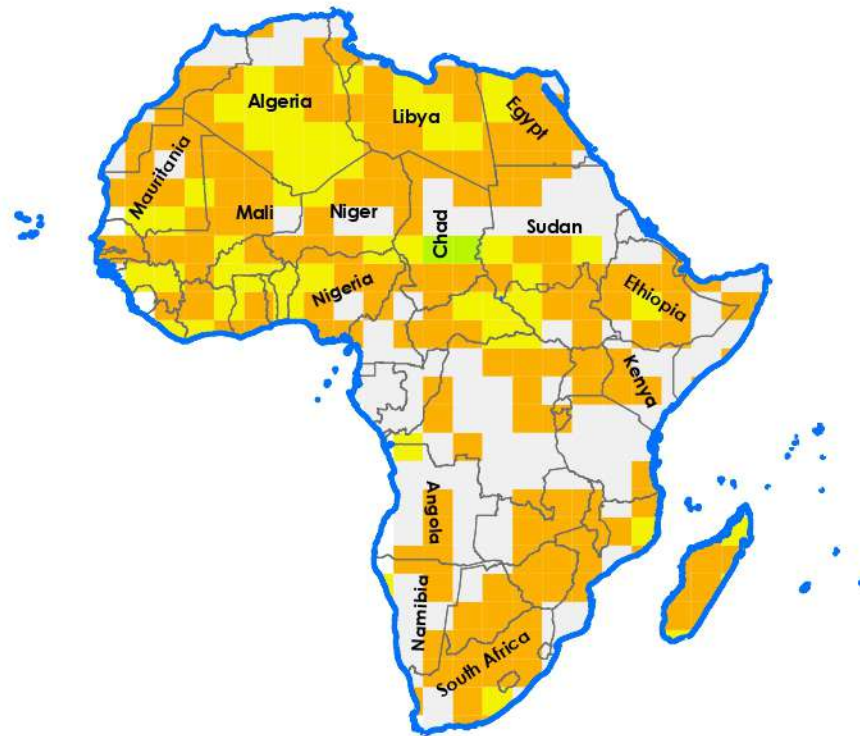 Algeria
Libya
Egypt
Mauritania
Mali
Niger
Chad
Sudan
Nigeria
Ethiopia
Kenya
Angola
Namibia
South Africa